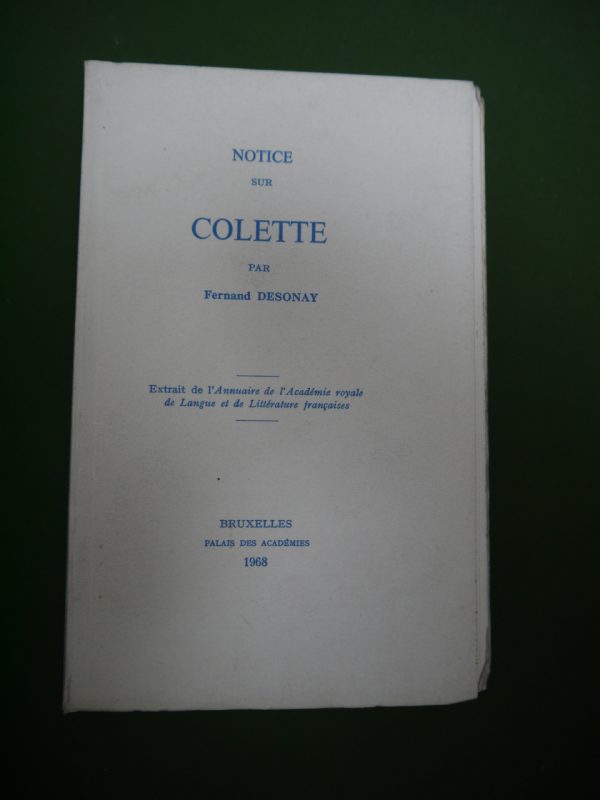 NOTICE
SUR
COLETTE
PAR
Fernand DESONAY
Extrait de l'Annuaire de l'Académie royale
de Langue et de Littérature françaises
BRUXELLES
PALAIS DES ACADÉMIES
1968